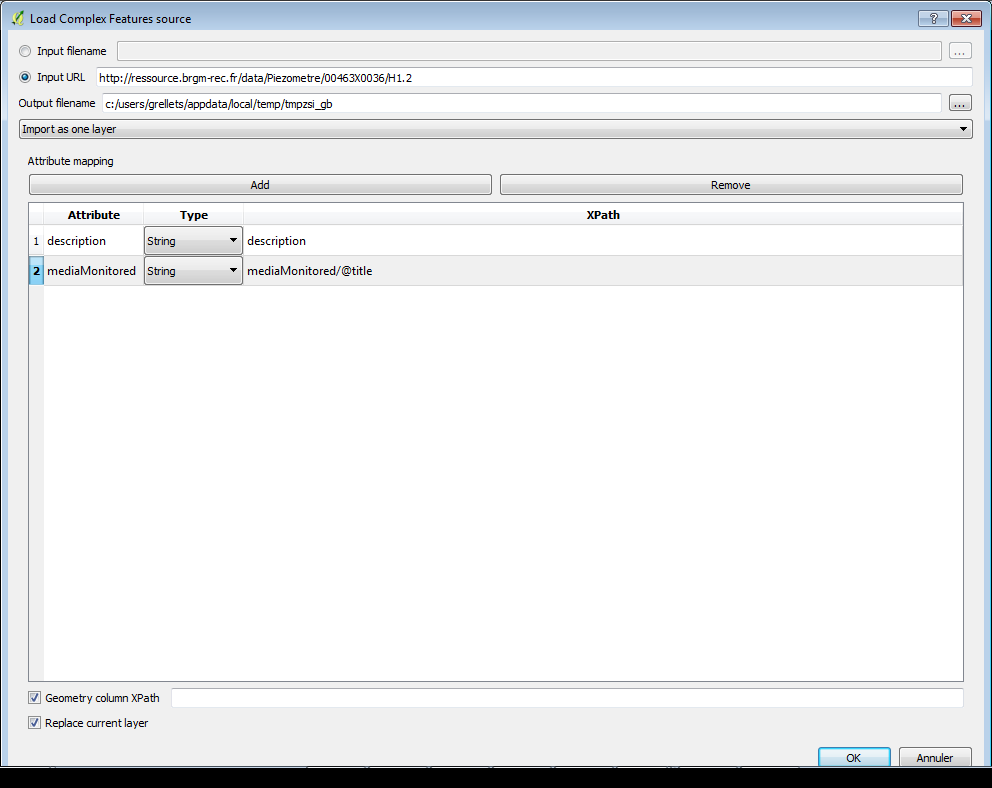 Load Complex Features source
?
Input filename ...
Input URL http://ressource.brgm-rec.fr/data/Piezometre/00463X0036/H1.2
Output filename c:/users/grellets/appdata/local/temp/tmpzsi_gb ...
Import as one layer
Attribute mapping
Add Remove
Attribute Type XPath
1 description String description
2 mediaMonitored String mediaMonitored/@title
Geometry column XPath
Replace current layer
OK Annuler